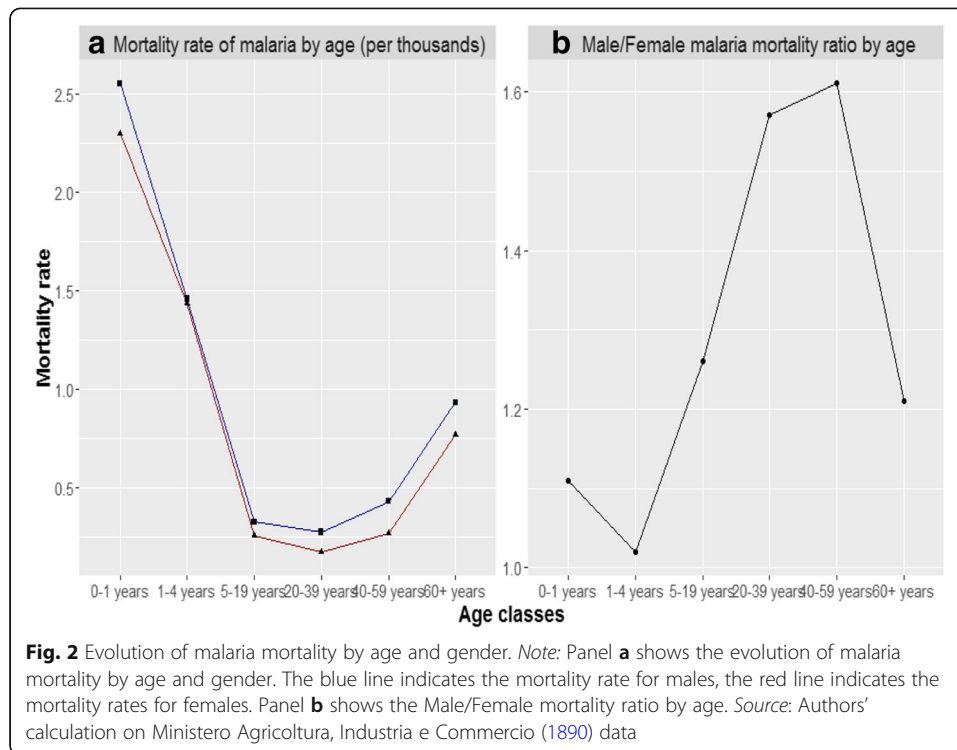 a Mortality rate of malaria by age (per thousands)
b Male/Female malaria mortality ratio by age
Mortality rate
2.5
2.0
1.5
1.0
0.5
1.6
1.4
1.2
1.0
0-1 years 1-4 years 5-19 years 20-39 years 40-59 years 60+ years
0-1 years 1-4 years 5-19 years 20-39 years 40-59 years 60+ years
Age classes
Fig. 2 Evolution of malaria mortality by age and gender. Note: Panel a shows the evolution of malaria
mortality by age and gender. The blue line indicates the mortality rate for males, the red line indicates the
mortality rates for females. Panel b shows the Male/Female mortality ratio by age. Source: Authors'
calculation on Ministero Agricoltura, Industria e Commercio (1890) data